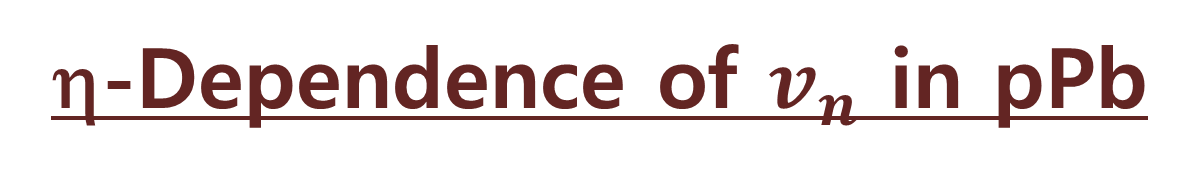 η-Dependence of vₙ in pPb